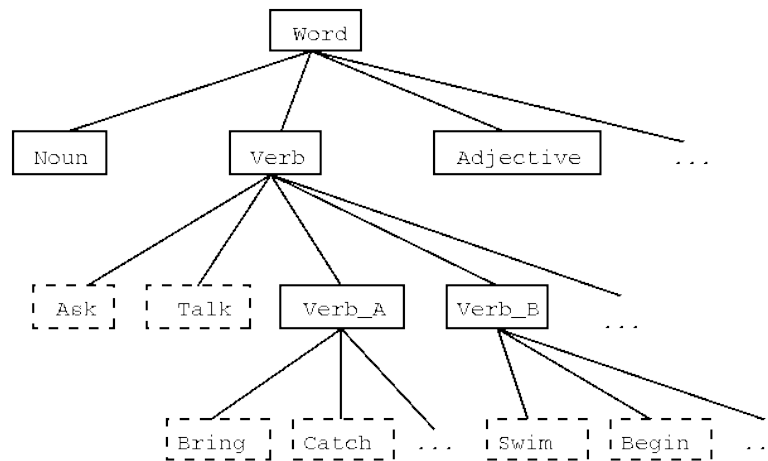 Word
Noun Verb Adjective ...
Ask Talk Verb_A Verb_B ...
Bring Catch ... Swim Begin ..